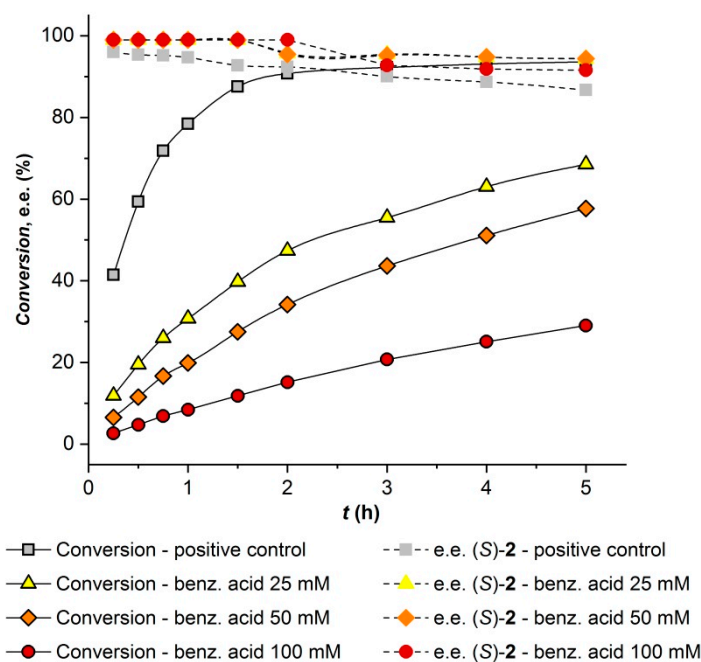 100
80
60
40
20
0
Conversion, e.e. (%)
0 1 2 3 4 5
t (h)
Conversion - positive control
Conversion - benz. acid 25 mM
Conversion - benz. acid 50 mM
Conversion - benz. acid 100 mM
e.e. (S)-2 - positive control
e.e. (S)-2 - benz. acid 25 mM
e.e. (S)-2 - benz. acid 50 mM
e.e. (S)-2 - benz. acid 100 mM